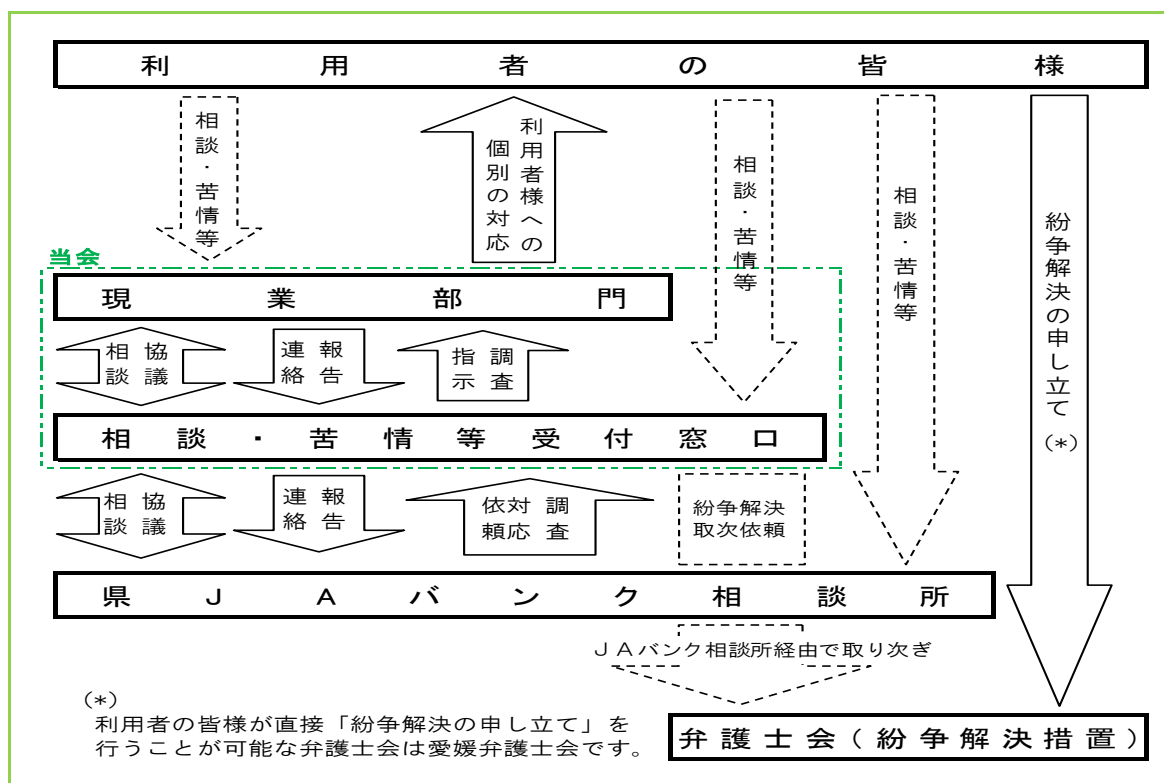 利用者の皆様
相談・苦情等
利用者様への
個別の対応
相談・苦情等
相談・苦情等
紛争解決の申し立て(*)
当会
現業部門
相談
協議
連絡
報告
指示
調査
相談・苦情等受付窓口
相談
協議
連絡
報告
依頼
対応
調査
紛争解決
取次依頼
県JAバンク相談所
JAバンク相談所経由で取り次ぎ
(*)
利用者の皆様が直接「紛争解決の申し立て」を
行うことが可能な弁護士会は愛媛弁護士会です。
弁護士会(紛争解決措置)